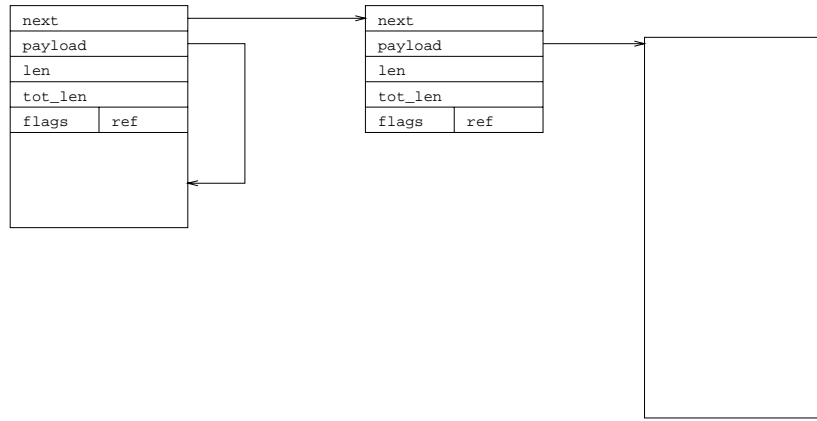 next
payload
len
tot_len
flags ref
next
payload
len
tot_len
flags ref